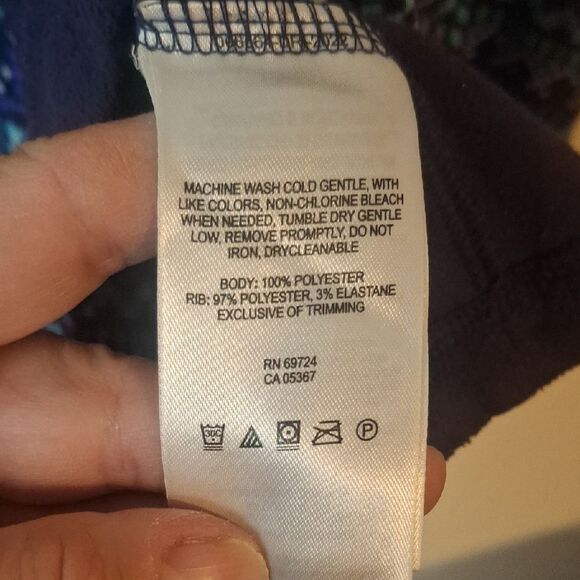 MACHINE WASH COLD GENTLE, WITH
LIKE COLORS, NON-CHLORINE BLEACH
WHEN NEEDED, TUMBLE DRY GENTLE
LOW, REMOVE PROMPTLY, DO NOT
IRON, DRYCLEANABLE
BODY: 100% POLYESTER
RIB: 97% POLYESTER, 3% ELASTANE
EXCLUSIVE OF TRIMMING
RN 69724
CA 05367
30C P